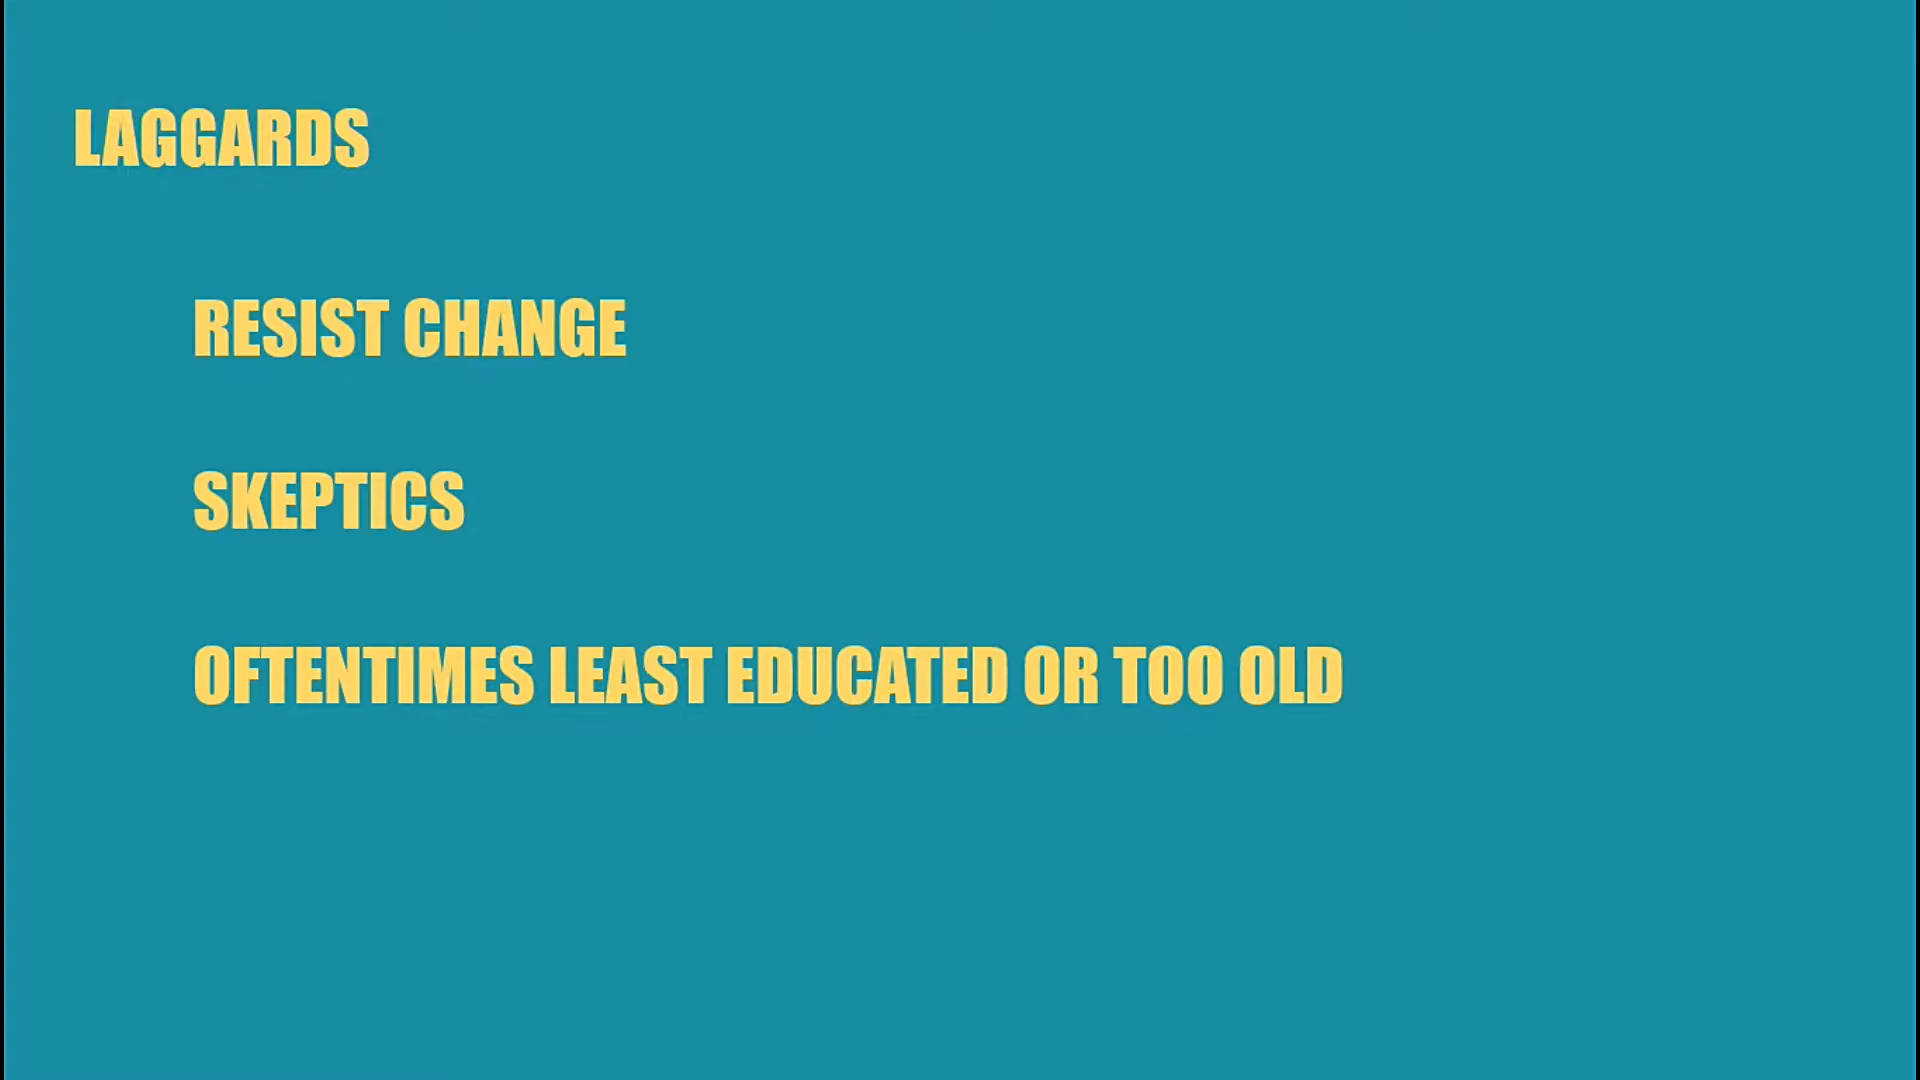 LAGGARDS
RESIST CHANGE
SKEPTICS
OFTENTIMES LEAST EDUCATED OR TOO OLD